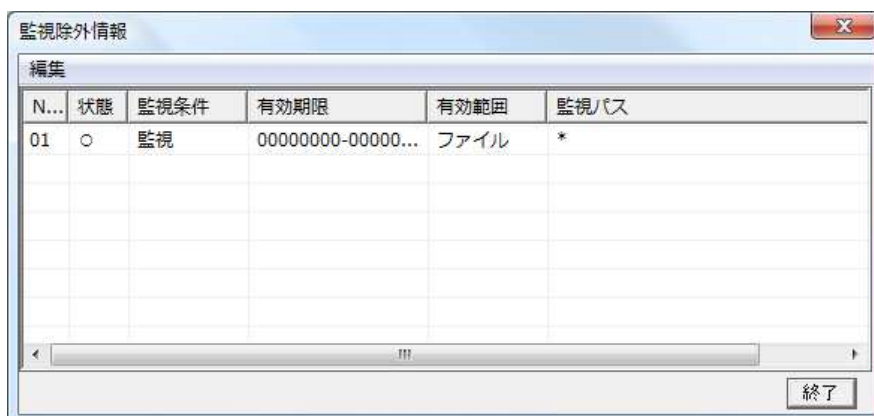 監視除外情報
編集
N... 状態 監視条件 有効期限 有効範囲 監視パス
01 ○ 監視 00000000-00000... ファイル *
終了